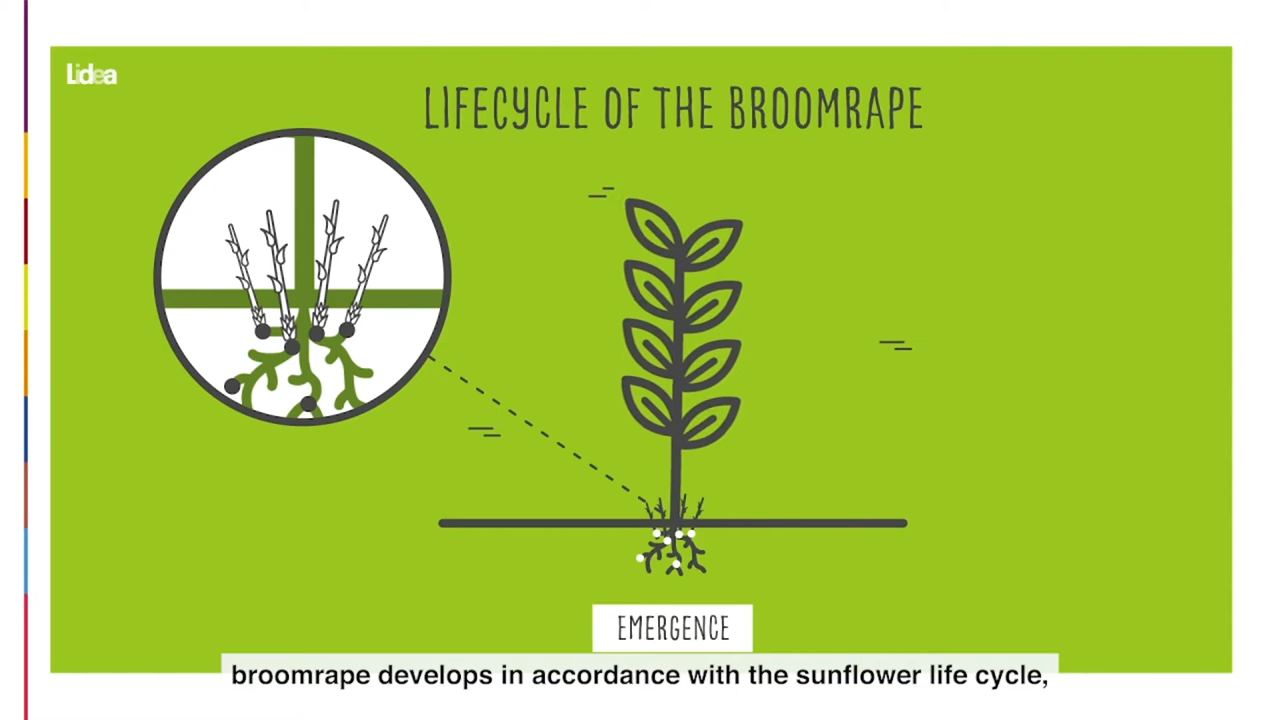 Lidea
LIFECYCLE OF THE BROOMRAPE
EMERGENCE
broomrape develops in accordance with the sunflower life cycle,